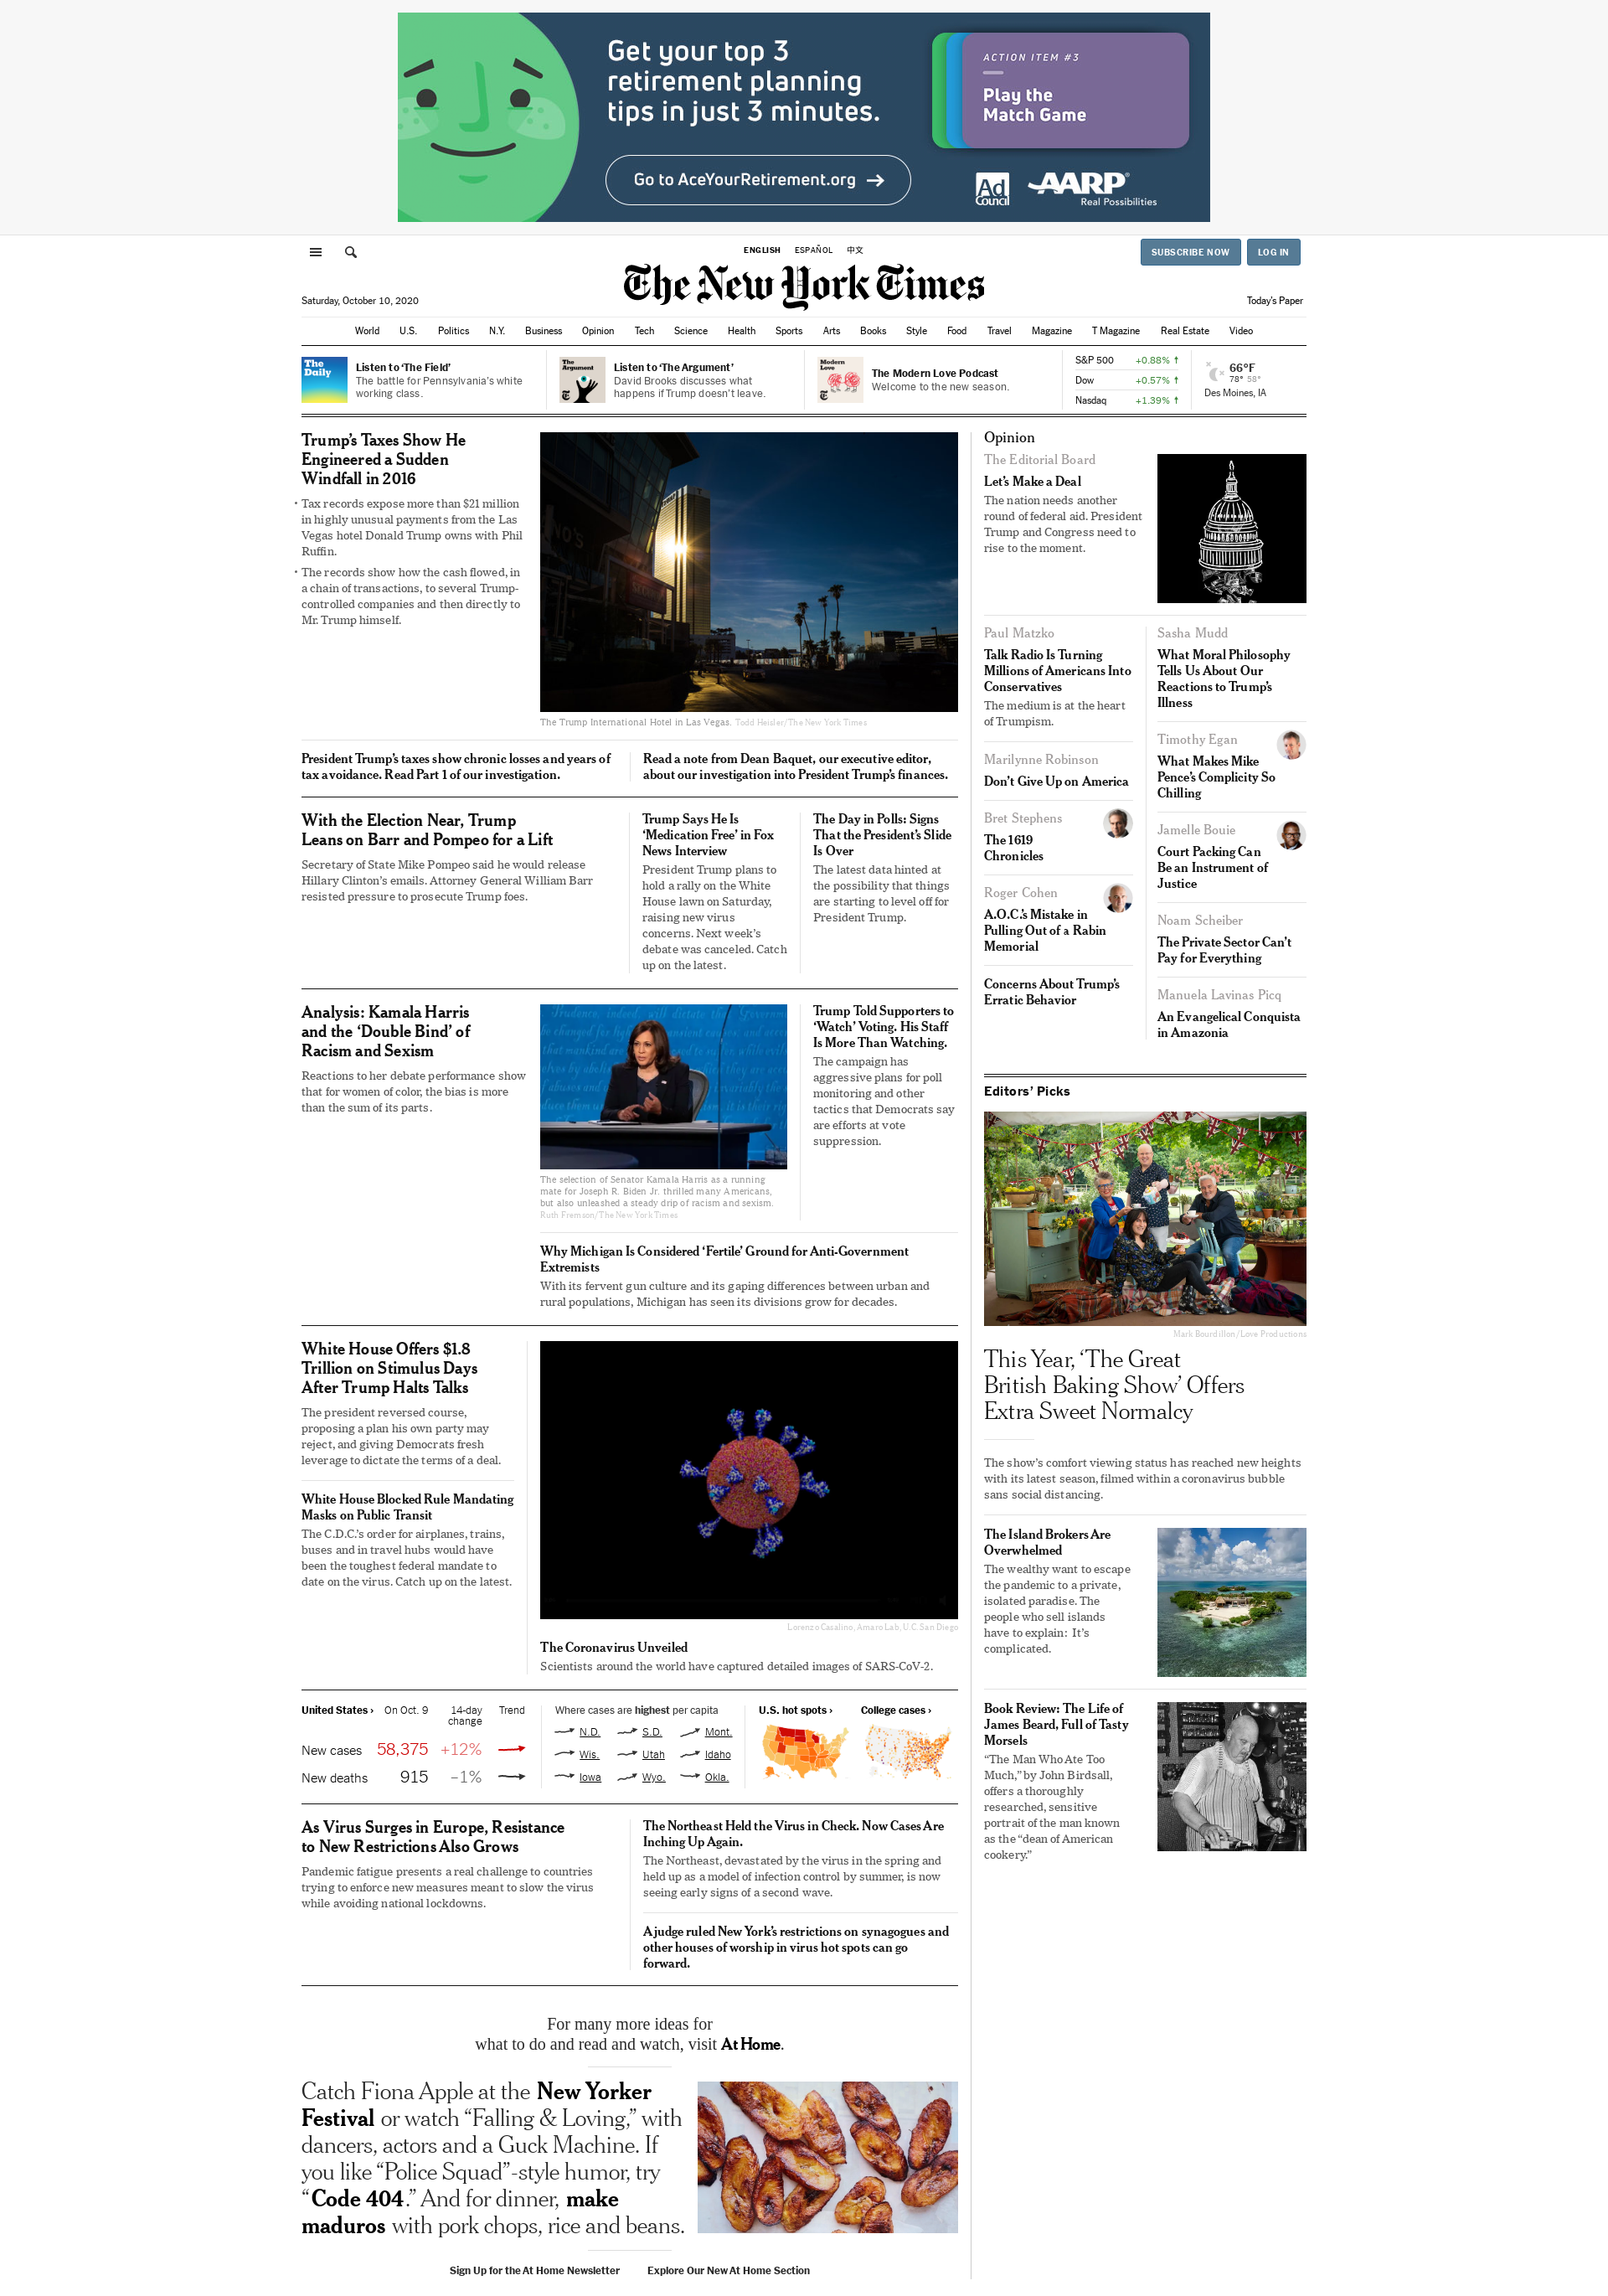 Get your top 3
retirement planning
tips in just 3 minutes.
Go to AceYourRetirement.org →
ACTION ITEM #3
Play the
Match Game
Ad
Council
AARP®
Real Possibilities
ENGLISH ESPAÑOL 中文
SUBSCRIBE NOW LOG IN
The New York Times
Saturday, October 10, 2020
Today's Paper
World U.S. Politics N.Y. Business Opinion Tech Science Health Sports Arts Books Style Food Travel Magazine T Magazine Real Estate Video
The
Daily
Listen to ‘The Field’
The battle for Pennsylvania's white
working class.
The
Argument
Listen to ‘The Argument’
David Brooks discusses what
happens if Trump doesn't leave.
Modern
Love
The Modern Love Podcast
Welcome to the new season.
S&P 500 +0.88% ↑
Dow +0.57% ↑
Nasdaq +1.39% ↑
66°F
78° 58°
Des Moines, IA
Trump’s Taxes Show He
Engineered a Sudden
Windfall in 2016
• Tax records expose more than $21 million
in highly unusual payments from the Las
Vegas hotel Donald Trump owns with Phil
Ruffin.
• The records show how the cash flowed, in
a chain of transactions, to several Trump-
controlled companies and then directly to
Mr. Trump himself.
The Trump International Hotel in Las Vegas. Todd Heisler/The New York Times
President Trump’s taxes show chronic losses and years of
tax avoidance. Read Part 1 of our investigation.
Read a note from Dean Baquet, our executive editor,
about our investigation into President Trump’s finances.
With the Election Near, Trump
Leans on Barr and Pompeo for a Lift
Secretary of State Mike Pompeo said he would release
Hillary Clinton’s emails. Attorney General William Barr
resisted pressure to prosecute Trump foes.
Trump Says He Is
‘Medication Free’ in Fox
News Interview
President Trump plans to
hold a rally on the White
House lawn on Saturday,
raising new virus
concerns. Next week’s
debate was canceled. Catch
up on the latest.
The Day in Polls: Signs
That the President’s Slide
Is Over
The latest data hinted at
the possibility that things
are starting to level off for
President Trump.
Analysis: Kamala Harris
and the ‘Double Bind’ of
Racism and Sexism
Reactions to her debate performance show
that for women of color, the bias is more
than the sum of its parts.
The selection of Senator Kamala Harris as a running
mate for Joseph R. Biden Jr. thrilled many Americans,
but also unleashed a steady drip of racism and sexism.
Ruth Fremson/The New York Times
Trump Told Supporters to
‘Watch’ Voting. His Staff
Is More Than Watching.
The campaign has
aggressive plans for poll
monitoring and other
tactics that Democrats say
are efforts at vote
suppression.
Why Michigan Is Considered ‘Fertile’ Ground for Anti-Government
Extremists
With its fervent gun culture and its gaping differences between urban and
rural populations, Michigan has seen its divisions grow for decades.
White House Offers $1.8
Trillion on Stimulus Days
After Trump Halts Talks
The president reversed course,
proposing a plan his own party may
reject, and giving Democrats fresh
leverage to dictate the terms of a deal.
White House Blocked Rule Mandating
Masks on Public Transit
The C.D.C.’s order for airplanes, trains,
buses and in travel hubs would have
been the toughest federal mandate to
date on the virus. Catch up on the latest.
Lorenzo Casalino, Amaro Lab, U.C. San Diego
The Coronavirus Unveiled
Scientists around the world have captured detailed images of SARS-CoV-2.
United States › On Oct. 9 14-day
change Trend
New cases 58,375 +12%
New deaths 915 –1%
Where cases are highest per capita
N.D. S.D. Mont.
Wis. Utah Idaho
Iowa Wyo. Okla.
U.S. hot spots › College cases ›
As Virus Surges in Europe, Resistance
to New Restrictions Also Grows
Pandemic fatigue presents a real challenge to countries
trying to enforce new measures meant to slow the virus
while avoiding national lockdowns.
The Northeast Held the Virus in Check. Now Cases Are
Inching Up Again.
The Northeast, devastated by the virus in the spring and
held up as a model of infection control by summer, is now
seeing early signs of a second wave.
A judge ruled New York’s restrictions on synagogues and
other houses of worship in virus hot spots can go
forward.
For many more ideas for
what to do and read and watch, visit At Home.
Catch Fiona Apple at the New Yorker
Festival or watch “Falling & Loving,” with
dancers, actors and a Guck Machine. If
you like “Police Squad”-style humor, try
“Code 404.” And for dinner, make
maduros with pork chops, rice and beans.
Sign Up for the At Home Newsletter Explore Our New At Home Section
Opinion
The Editorial Board
Let’s Make a Deal
The nation needs another
round of federal aid. President
Trump and Congress need to
rise to the moment.
Paul Matzko
Talk Radio Is Turning
Millions of Americans Into
Conservatives
The medium is at the heart
of Trumpism.
Marilynne Robinson
Don’t Give Up on America
Bret Stephens
The 1619
Chronicles
Roger Cohen
A.O.C.’s Mistake in
Pulling Out of a Rabin
Memorial
Concerns About Trump’s
Erratic Behavior
Sasha Mudd
What Moral Philosophy
Tells Us About Our
Reactions to Trump’s
Illness
Timothy Egan
What Makes Mike
Pence’s Complicity So
Chilling
Jamelle Bouie
Court Packing Can
Be an Instrument of
Justice
Noam Scheiber
The Private Sector Can’t
Pay for Everything
Manuela Lavinas Picq
An Evangelical Conquista
in Amazonia
Editors’ Picks
Mark Bourdillon/Love Productions
This Year, ‘The Great
British Baking Show’ Offers
Extra Sweet Normalcy
The show’s comfort viewing status has reached new heights
with its latest season, filmed within a coronavirus bubble
sans social distancing.
The Island Brokers Are
Overwhelmed
The wealthy want to escape
the pandemic to a private,
isolated paradise. The
people who sell islands
have to explain: It’s
complicated.
Book Review: The Life of
James Beard, Full of Tasty
Morsels
“The Man Who Ate Too
Much,” by John Birdsall,
offers a thoroughly
researched, sensitive
portrait of the man known
as the “dean of American
cookery.”